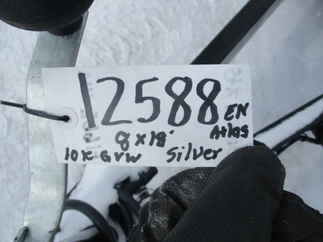 12588 EN
8x18' Atlas
10K GVW Silver